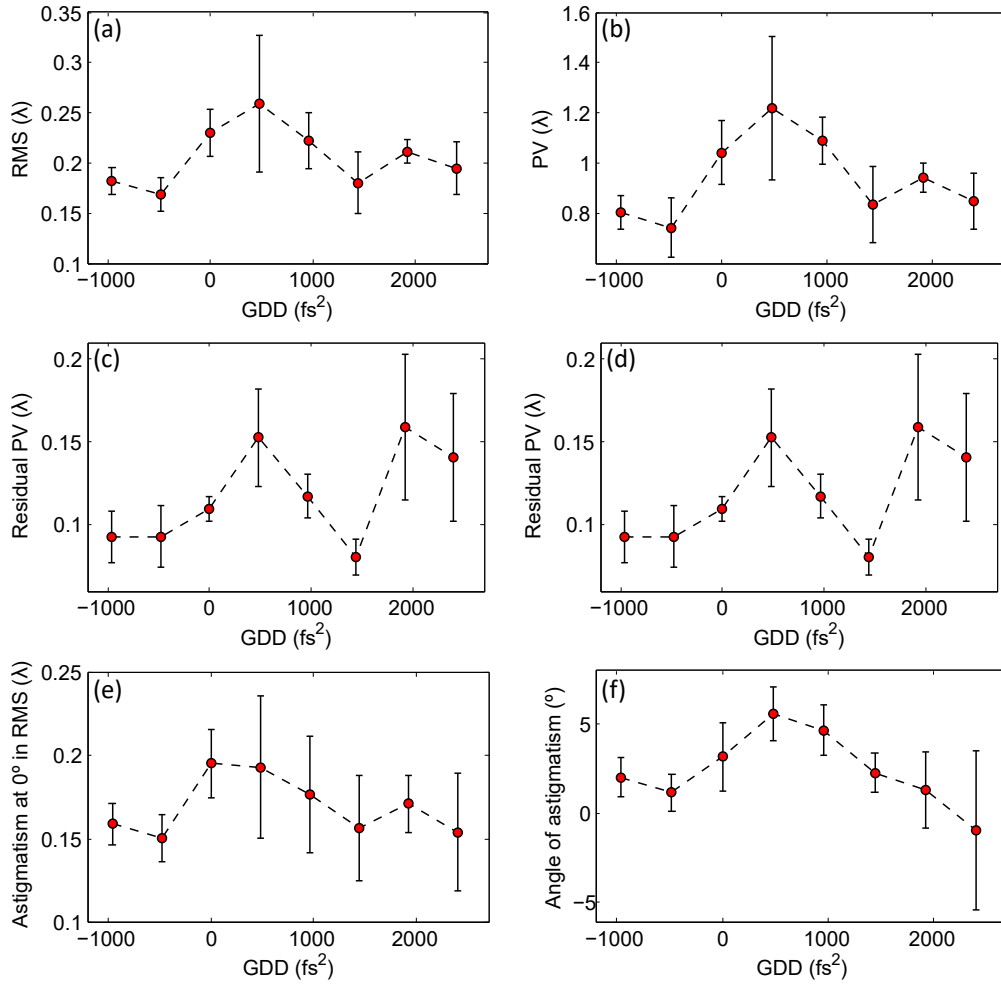 (a)
RMS (λ)
0.35
0.3
0.25
0.2
0.15
0.1
−1000 0 1000 2000
GDD (fs²)
(b)
PV (λ)
1.6
1.4
1.2
1
0.8
−1000 0 1000 2000
GDD (fs²)
(c)
Residual PV (λ)
0.2
0.15
0.1
−1000 0 1000 2000
GDD (fs²)
(d)
Residual PV (λ)
0.2
0.15
0.1
−1000 0 1000 2000
GDD (fs²)
(e)
Astigmatism at 0º in RMS (λ)
0.25
0.2
0.15
0.1
−1000 0 1000 2000
GDD (fs²)
(f)
Angle of astigmatism (º)
5
0
−5
−1000 0 1000 2000
GDD (fs²)